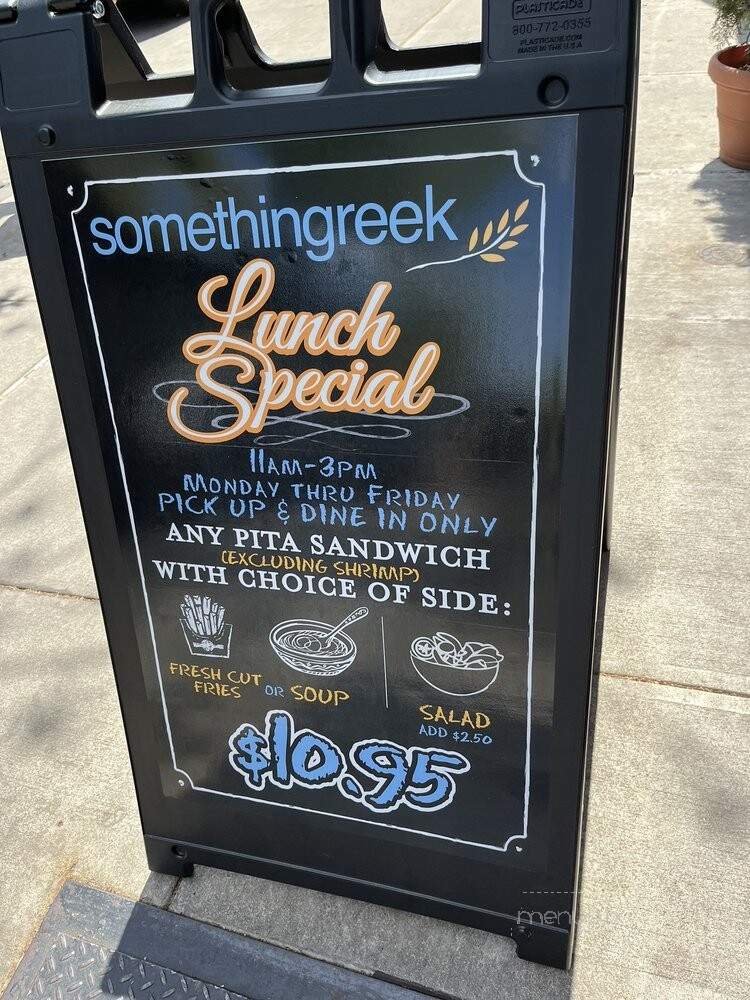 PLASTICADE
800-772-0355
PLASTICADE.COM
MADE IN THE U.S.A
somethingreek
Lunch
Special
11AM-3PM
MONDAY THRU FRIDAY
PICK UP & DINE IN ONLY
ANY PITA SANDWICH
(EXCLUDING SHRIMP)
WITH CHOICE OF SIDE:
FRESH CUT
FRIES OR SOUP
SALAD
ADD $2.50
$10.95